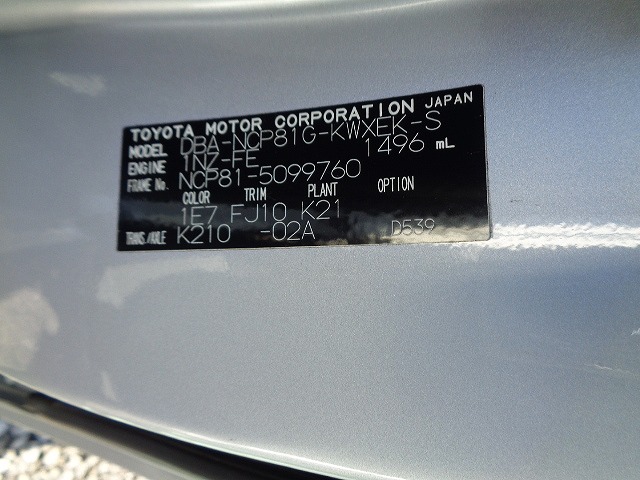 TOYOTA MOTOR CORPORATION JAPAN
MODEL DBA-NCP81G-KWXEK-S
ENGINE 1NZ-FE 1496 mL
FRAME No. NCP81-5099760
COLOR TRIM PLANT OPTION
1E7 FJ10 K21
TRANS/AXLE K210 -02A D539